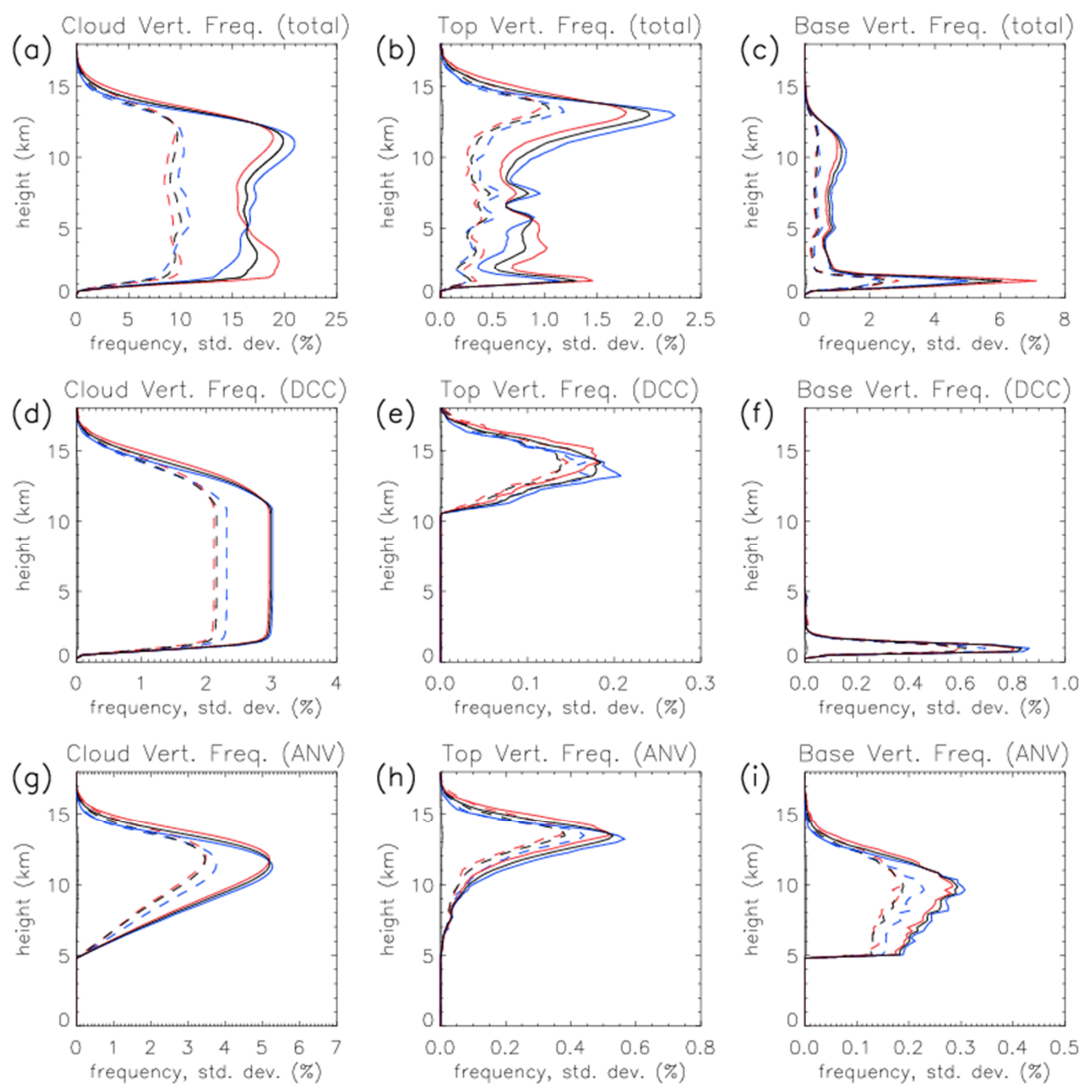 (a) Cloud Vert. Freq. (total)
15
10
5
0
height (km)
0 5 10 15 20 25
frequency, std. dev. (%)
(b) Top Vert. Freq. (total)
15
10
5
0
height (km)
0.0 0.5 1.0 1.5 2.0 2.5
frequency, std. dev. (%)
(c) Base Vert. Freq. (total)
15
10
5
0
height (km)
0 2 4 6 8
frequency, std. dev. (%)
(d) Cloud Vert. Freq. (DCC)
15
10
5
0
height (km)
0 1 2 3 4
frequency, std. dev. (%)
(e) Top Vert. Freq. (DCC)
15
10
5
0
height (km)
0.0 0.1 0.2 0.3
frequency, std. dev. (%)
(f) Base Vert. Freq. (DCC)
15
10
5
0
height (km)
0.0 0.2 0.4 0.6 0.8 1.0
frequency, std. dev. (%)
(g) Cloud Vert. Freq. (ANV)
15
10
5
0
height (km)
0 1 2 3 4 5 6 7
frequency, std. dev. (%)
(h) Top Vert. Freq. (ANV)
15
10
5
0
height (km)
0.0 0.2 0.4 0.6 0.8
frequency, std. dev. (%)
(i) Base Vert. Freq. (ANV)
15
10
5
0
height (km)
0.0 0.1 0.2 0.3 0.4 0.5
frequency, std. dev. (%)